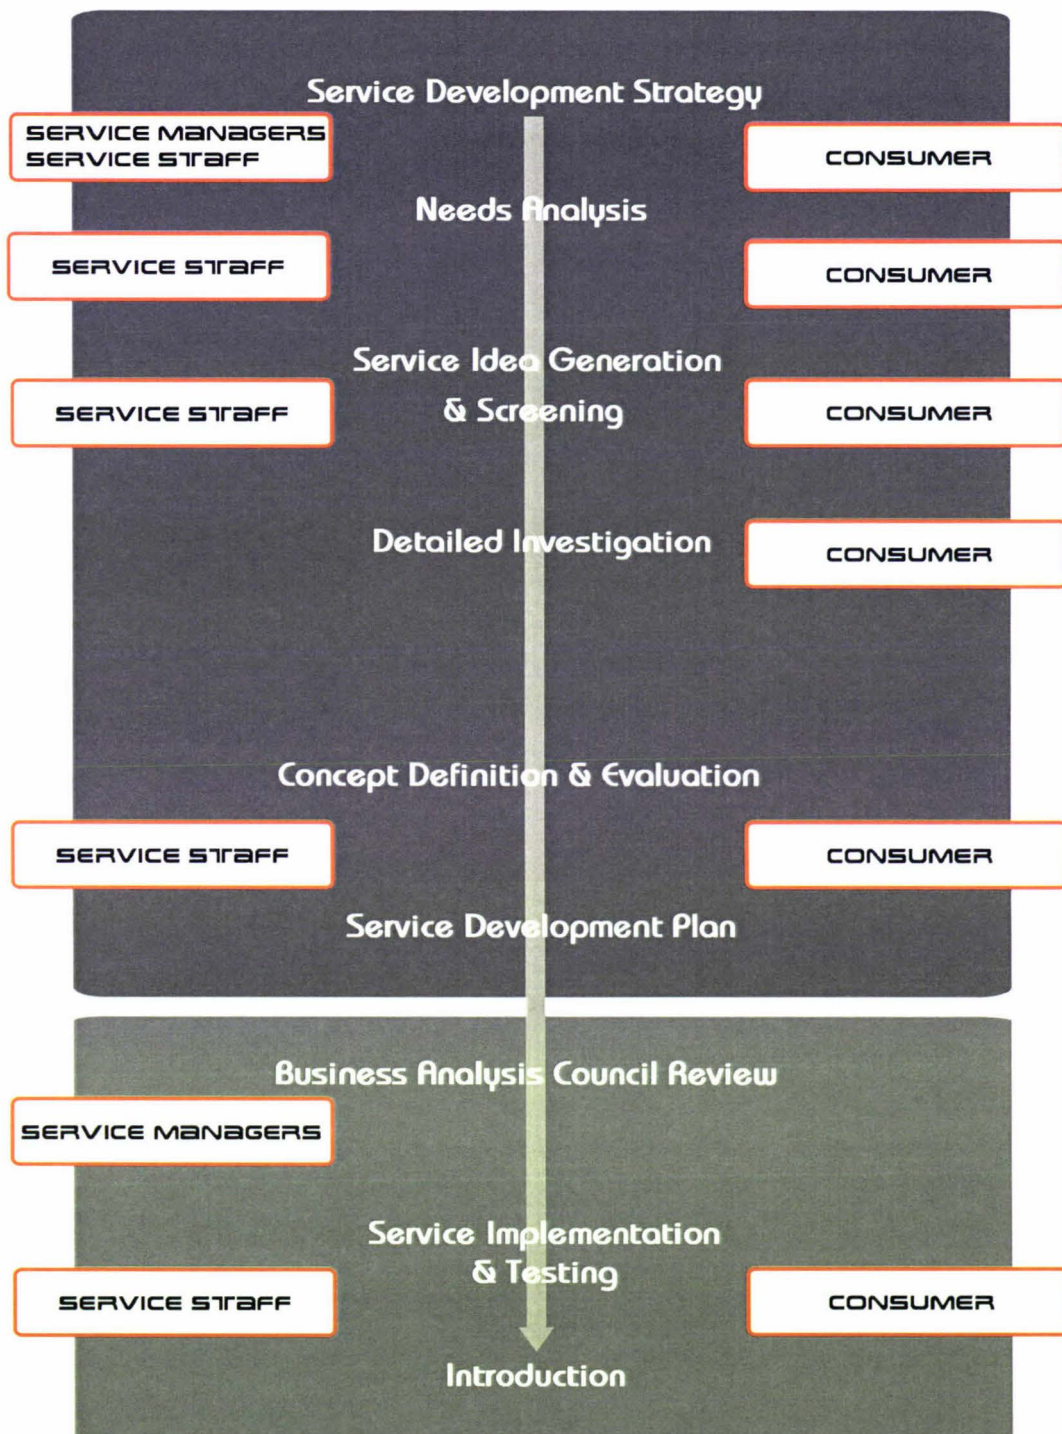 Service Development Strategy
SERVICE MANAGERS
SERVICE STAFF
CONSUMER
Needs Analysis
SERVICE STAFF
CONSUMER
Service Idea Generation
& Screening
SERVICE STAFF
CONSUMER
Detailed Investigation
CONSUMER
Concept Definition & Evaluation
SERVICE STAFF
CONSUMER
Service Development Plan
Business Analysis Council Review
SERVICE MANAGERS
Service Implementation
& Testing
SERVICE STAFF
CONSUMER
Introduction